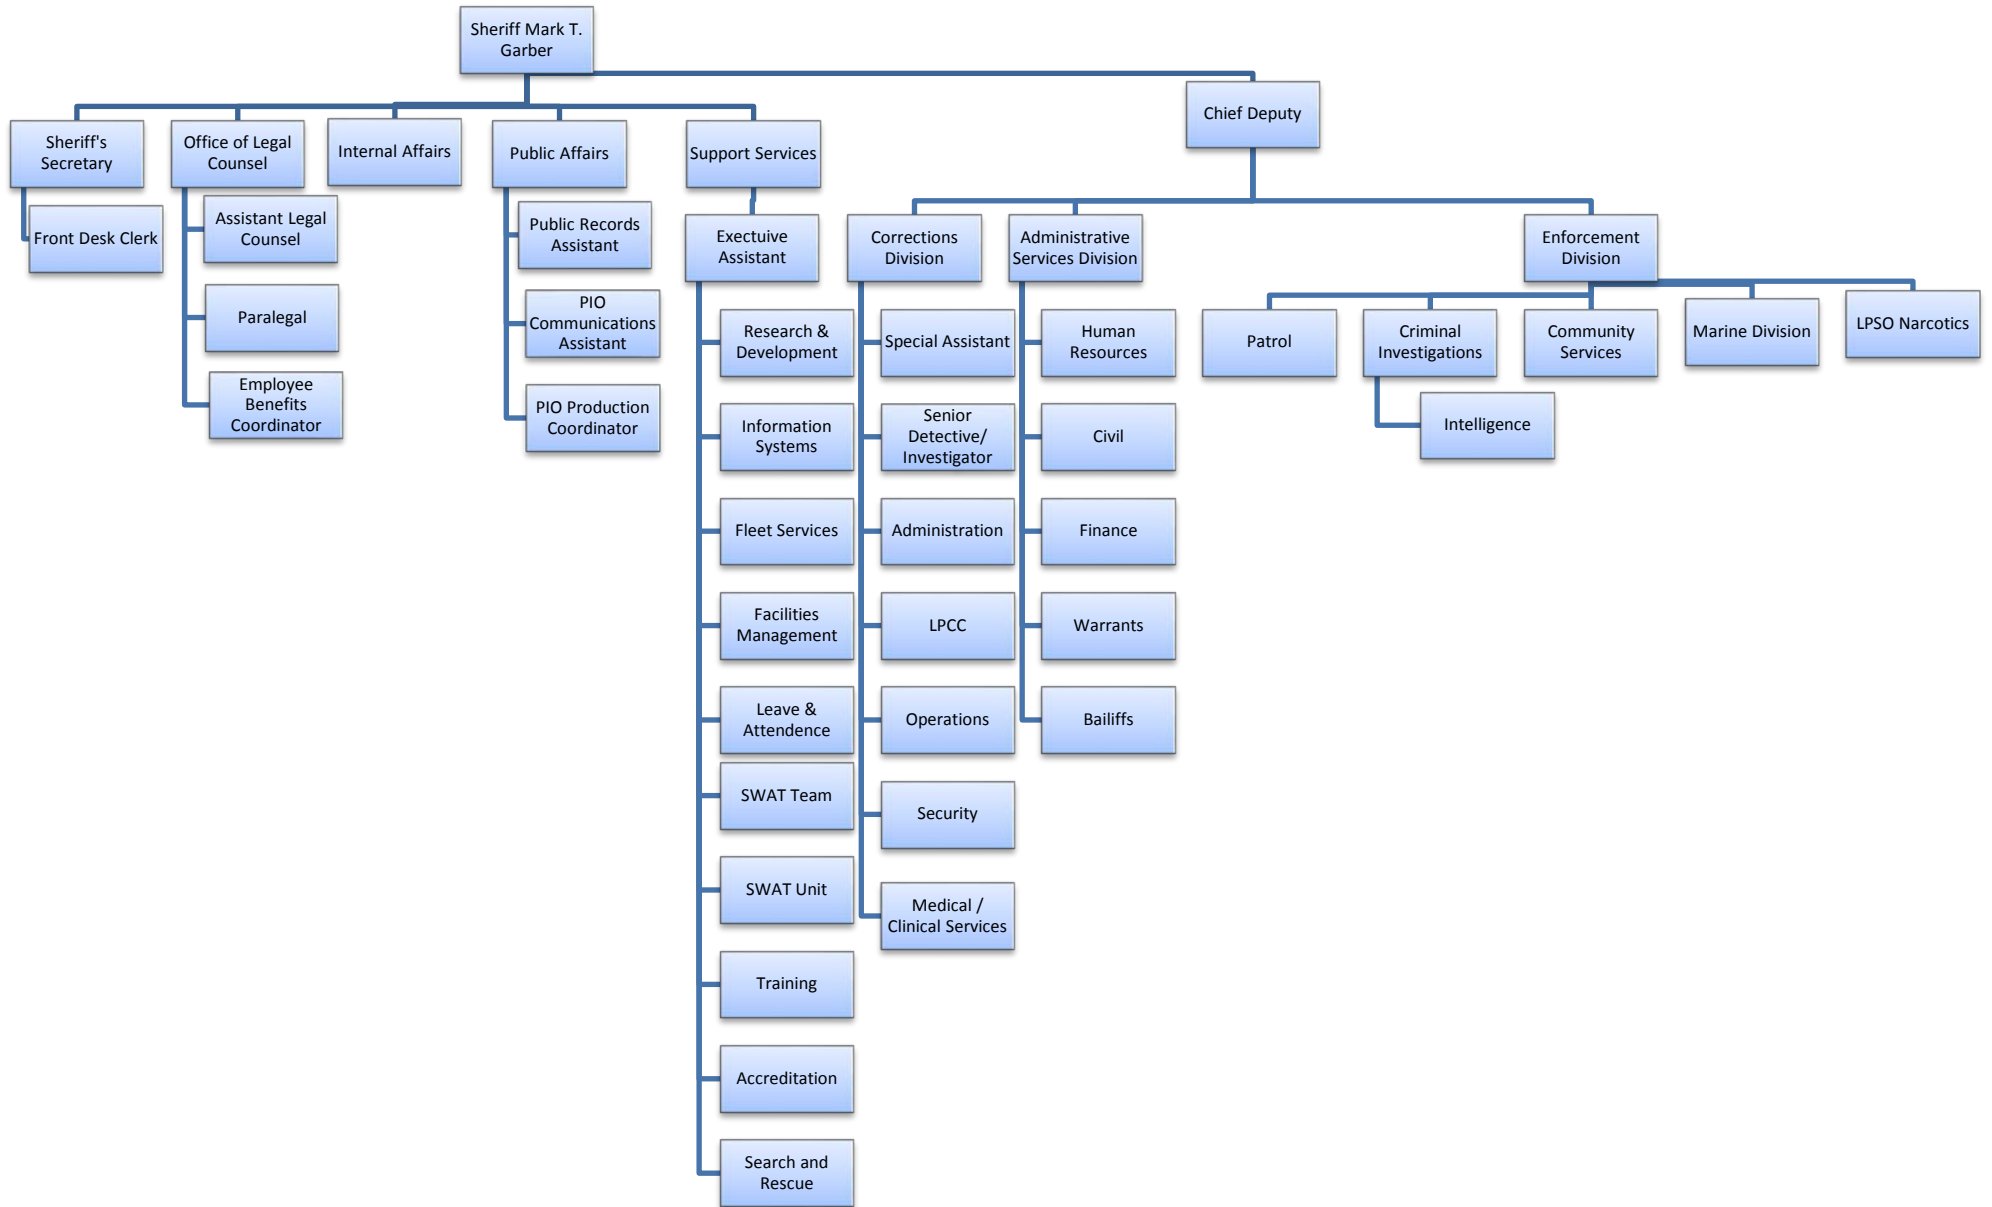 Sheriff Mark T.
Garber
Chief Deputy
Sheriff's
Secretary
Office of Legal
Counsel
Internal Affairs
Public Affairs
Support Services
Front Desk Clerk
Assistant Legal
Counsel
Paralegal
Employee
Benefits
Coordinator
Public Records
Assistant
PIO
Communications
Assistant
PIO Production
Coordinator
Exectuive
Assistant
Research &
Development
Information
Systems
Fleet Services
Facilities
Management
Leave &
Attendence
SWAT Team
SWAT Unit
Training
Accreditation
Search and
Rescue
Corrections
Division
Special Assistant
Senior
Detective/
Investigator
Administration
LPCC
Operations
Security
Medical /
Clinical Services
Administrative
Services Division
Human
Resources
Civil
Finance
Warrants
Bailiffs
Enforcement
Division
Patrol
Criminal
Investigations
Intelligence
Community
Services
Marine Division
LPSO Narcotics